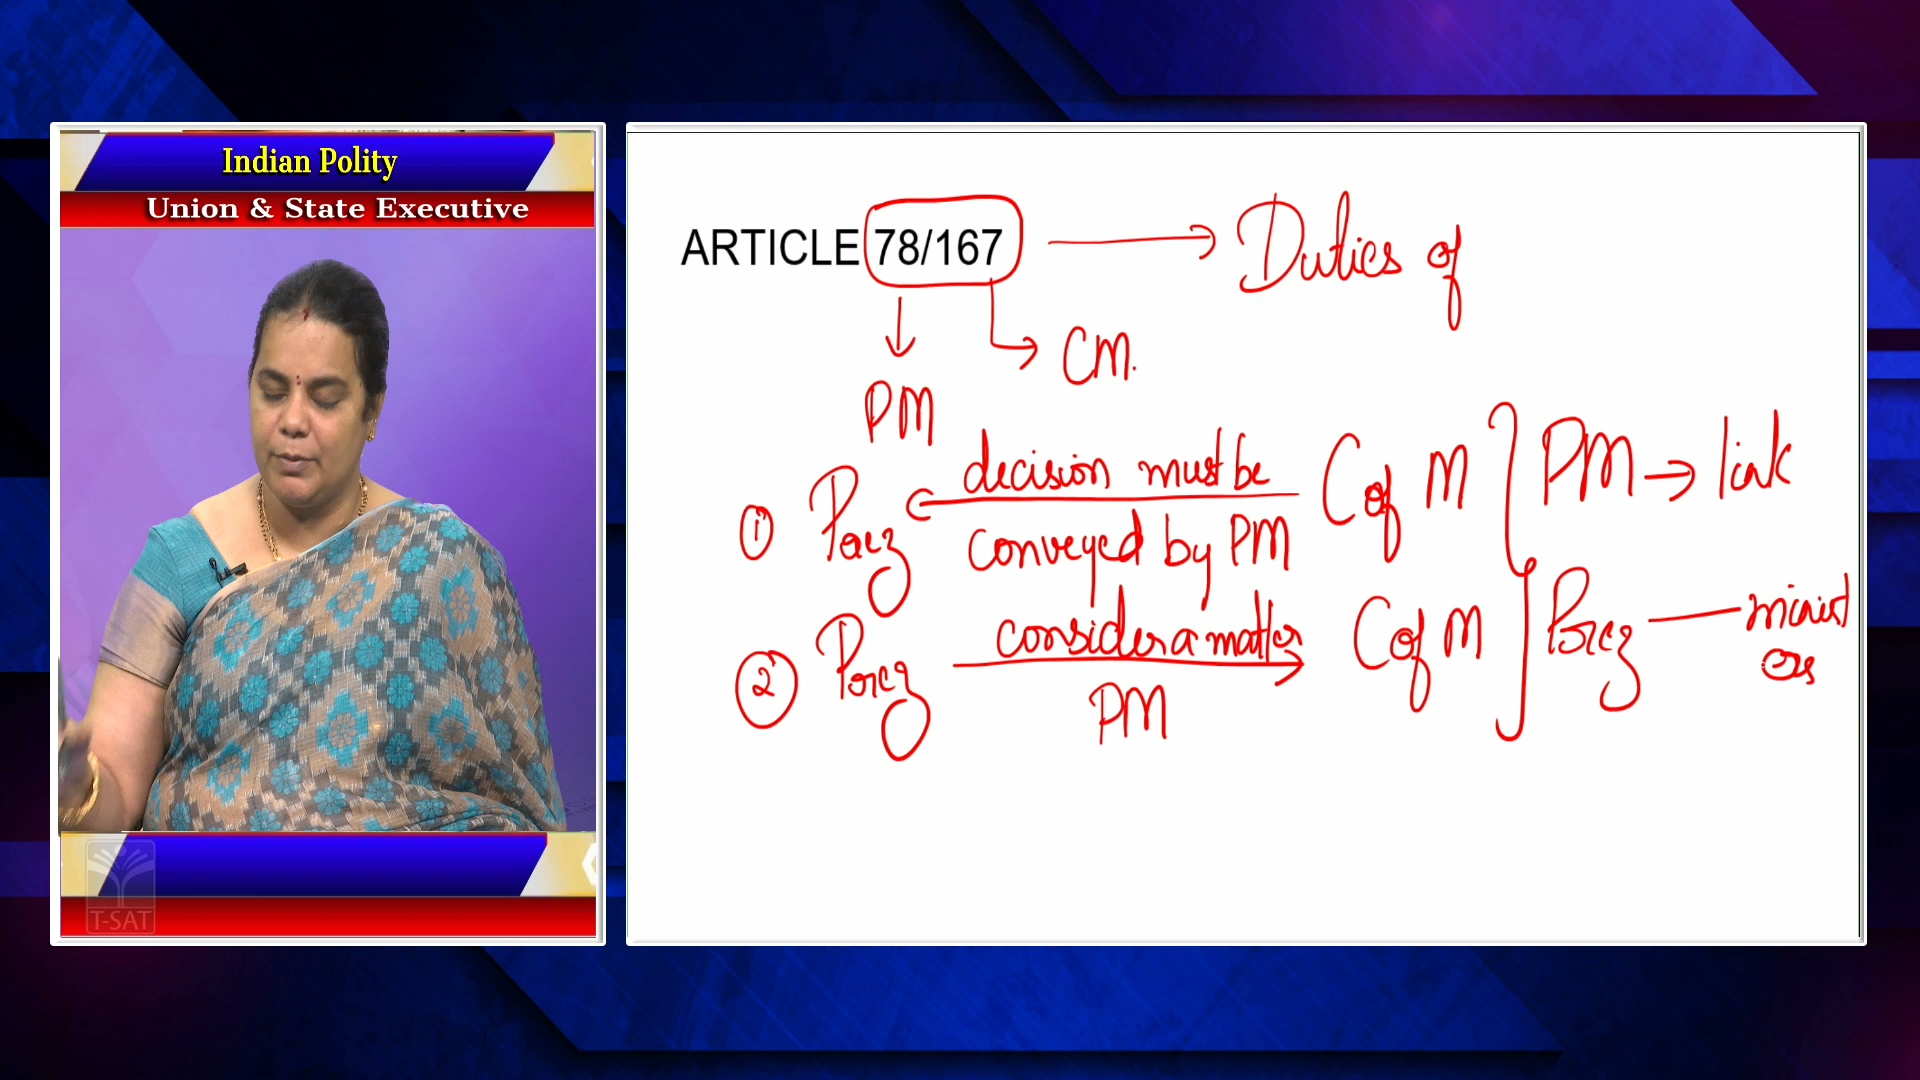 Indian Polity
Union & State Executive
ARTICLE 78/167 → Duties of
PM
CM.
① Prez decision must be C of M PM → link
conveyed by PM
② Prez consider a matter C of M Prez — minist
PM
ers
T-SAT